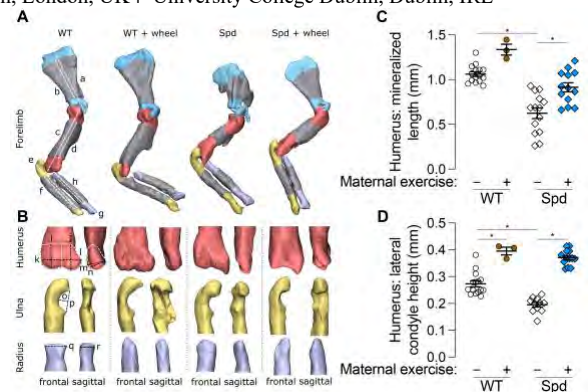 n, London, UK
University College Dublin, Dublin, IRE
A
WT
WT + wheel
Spd
Spd + wheel
Forelimb
a
b
c
d
e
f
h
g
B
Humerus
k
l
m
n
Ulna
o
p
Radius
q
r
frontal sagittal
frontal sagittal
frontal sagittal
frontal sagittal
C
*
*
Humerus: mineralized
length (mm)
1.5
1.0
0.5
0.0
Maternal exercise: − + − +
WT Spd
D
*
*
*
Humerus: lateral
condyle height (mm)
0.5
0.4
0.3
0.2
0.1
0.0
Maternal exercise: − + − +
WT Spd